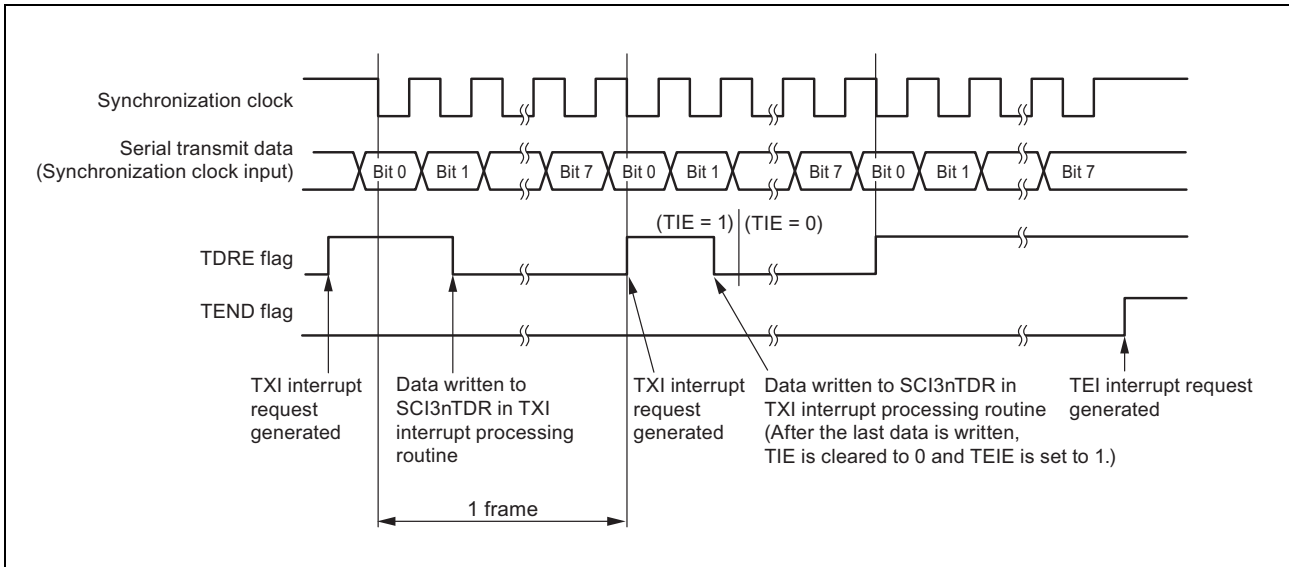 Synchronization clock
Serial transmit data
(Synchronization clock input)
Bit 0 Bit 1 Bit 7 Bit 0 Bit 1 Bit 7 Bit 0 Bit 1 Bit 7
(TIE = 1) (TIE = 0)
TDRE flag
TEND flag
TXI interrupt
request
generated
Data written to
SCI3nTDR in TXI
interrupt processing
routine
TXI interrupt
request
generated
Data written to SCI3nTDR in
TXI interrupt processing routine
(After the last data is written,
TIE is cleared to 0 and TEIE is set to 1.)
TEI interrupt request
generated
1 frame